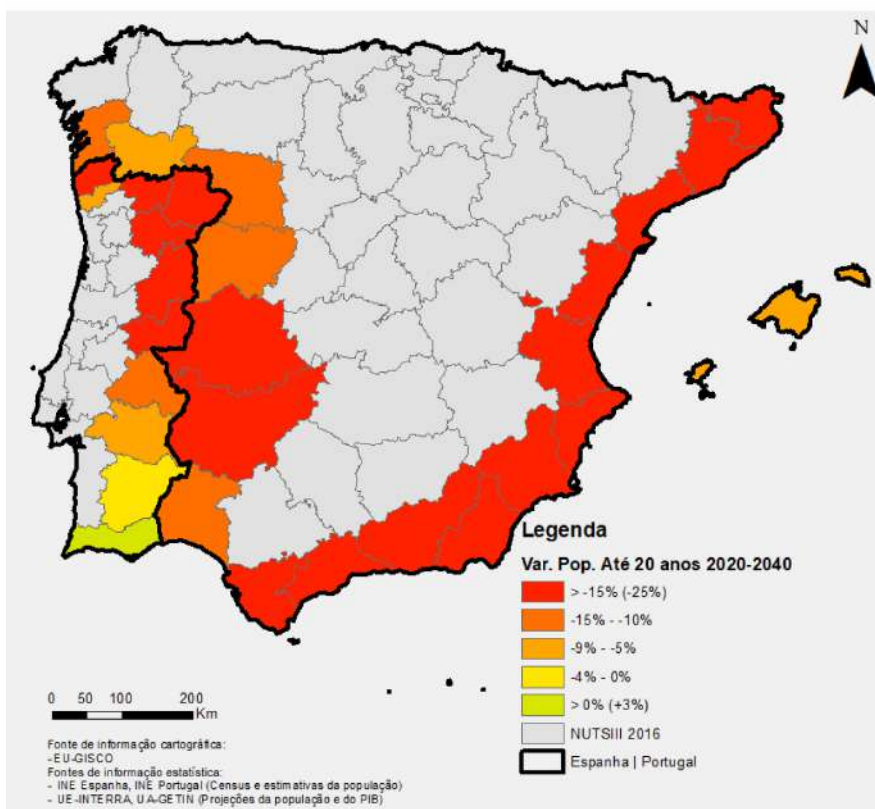 N
Legenda
Var. Pop. Até 20 anos 2020-2040
> -15% (-25%)
-15% - -10%
-9% - -5%
-4% - 0%
> 0% (+3%)
NUTSIII 2016
Espanha | Portugal
0 50 100 200
Km
Fonte de informação cartográfica:
- EU-GISCO
Fontes de informação estatística:
- INE Espanha, INE Portugal (Census e estimativas da população)
- UE-INTERRA, UA-GETIN (Projeções da população e do PIB)